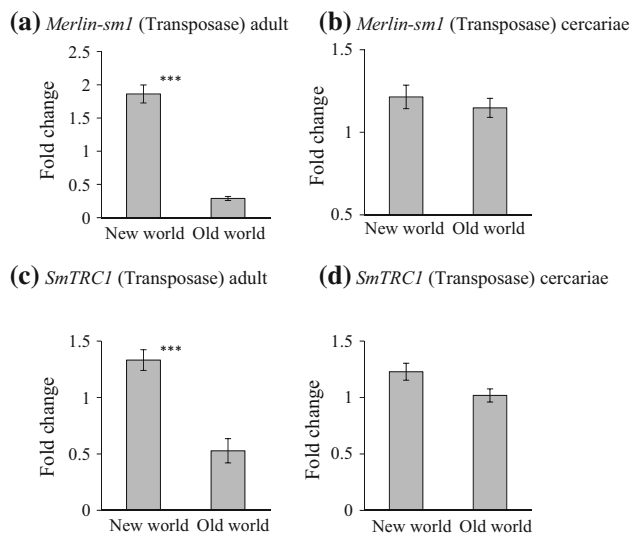 (a) Merlin-sm1 (Transposase) adult
Fold change
2.5
2
1.5
1
0.5
0
***
New world Old world
(b) Merlin-sm1 (Transposase) cercariae
Fold change
1.5
1
0.5
New world Old world
(c) SmTRC1 (Transposase) adult
Fold change
1.5
1
0.5
0
***
New world Old world
(d) SmTRC1 (Transposase) cercariae
Fold change
1.5
1
0.5
0
New world Old world